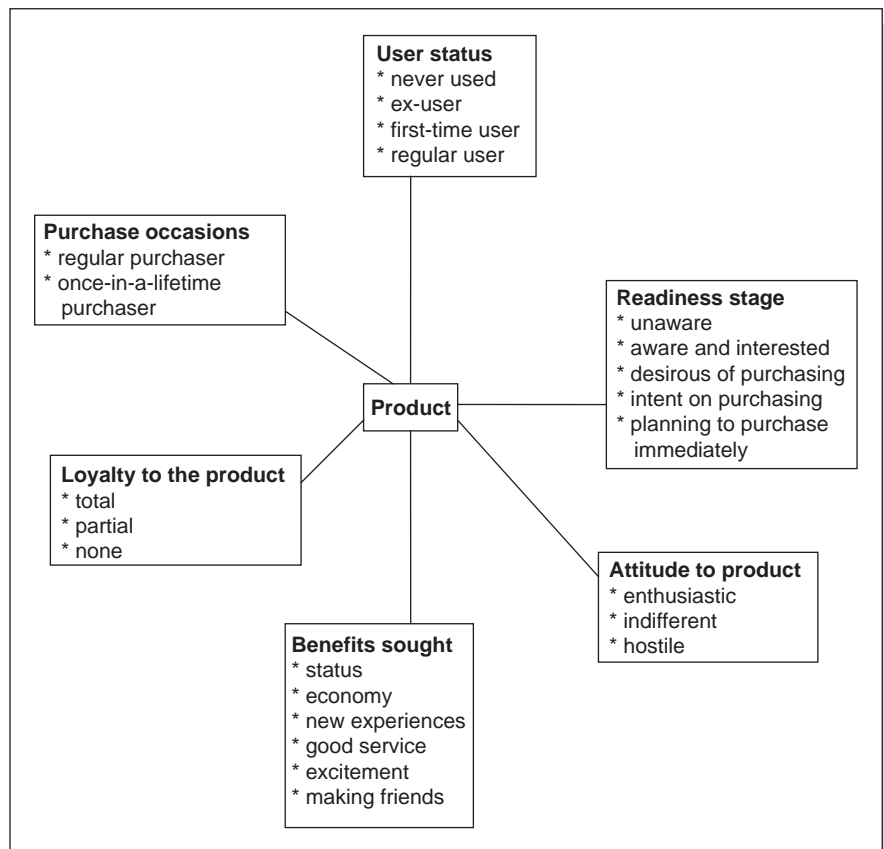 User status
* never used
* ex-user
* first-time user
* regular user
Purchase occasions
* regular purchaser
* once-in-a-lifetime
purchaser
Readiness stage
* unaware
* aware and interested
* desirous of purchasing
* intent on purchasing
* planning to purchase
immediately
Product
Loyalty to the product
* total
* partial
* none
Attitude to product
* enthusiastic
* indifferent
* hostile
Benefits sought
* status
* economy
* new experiences
* good service
* excitement
* making friends